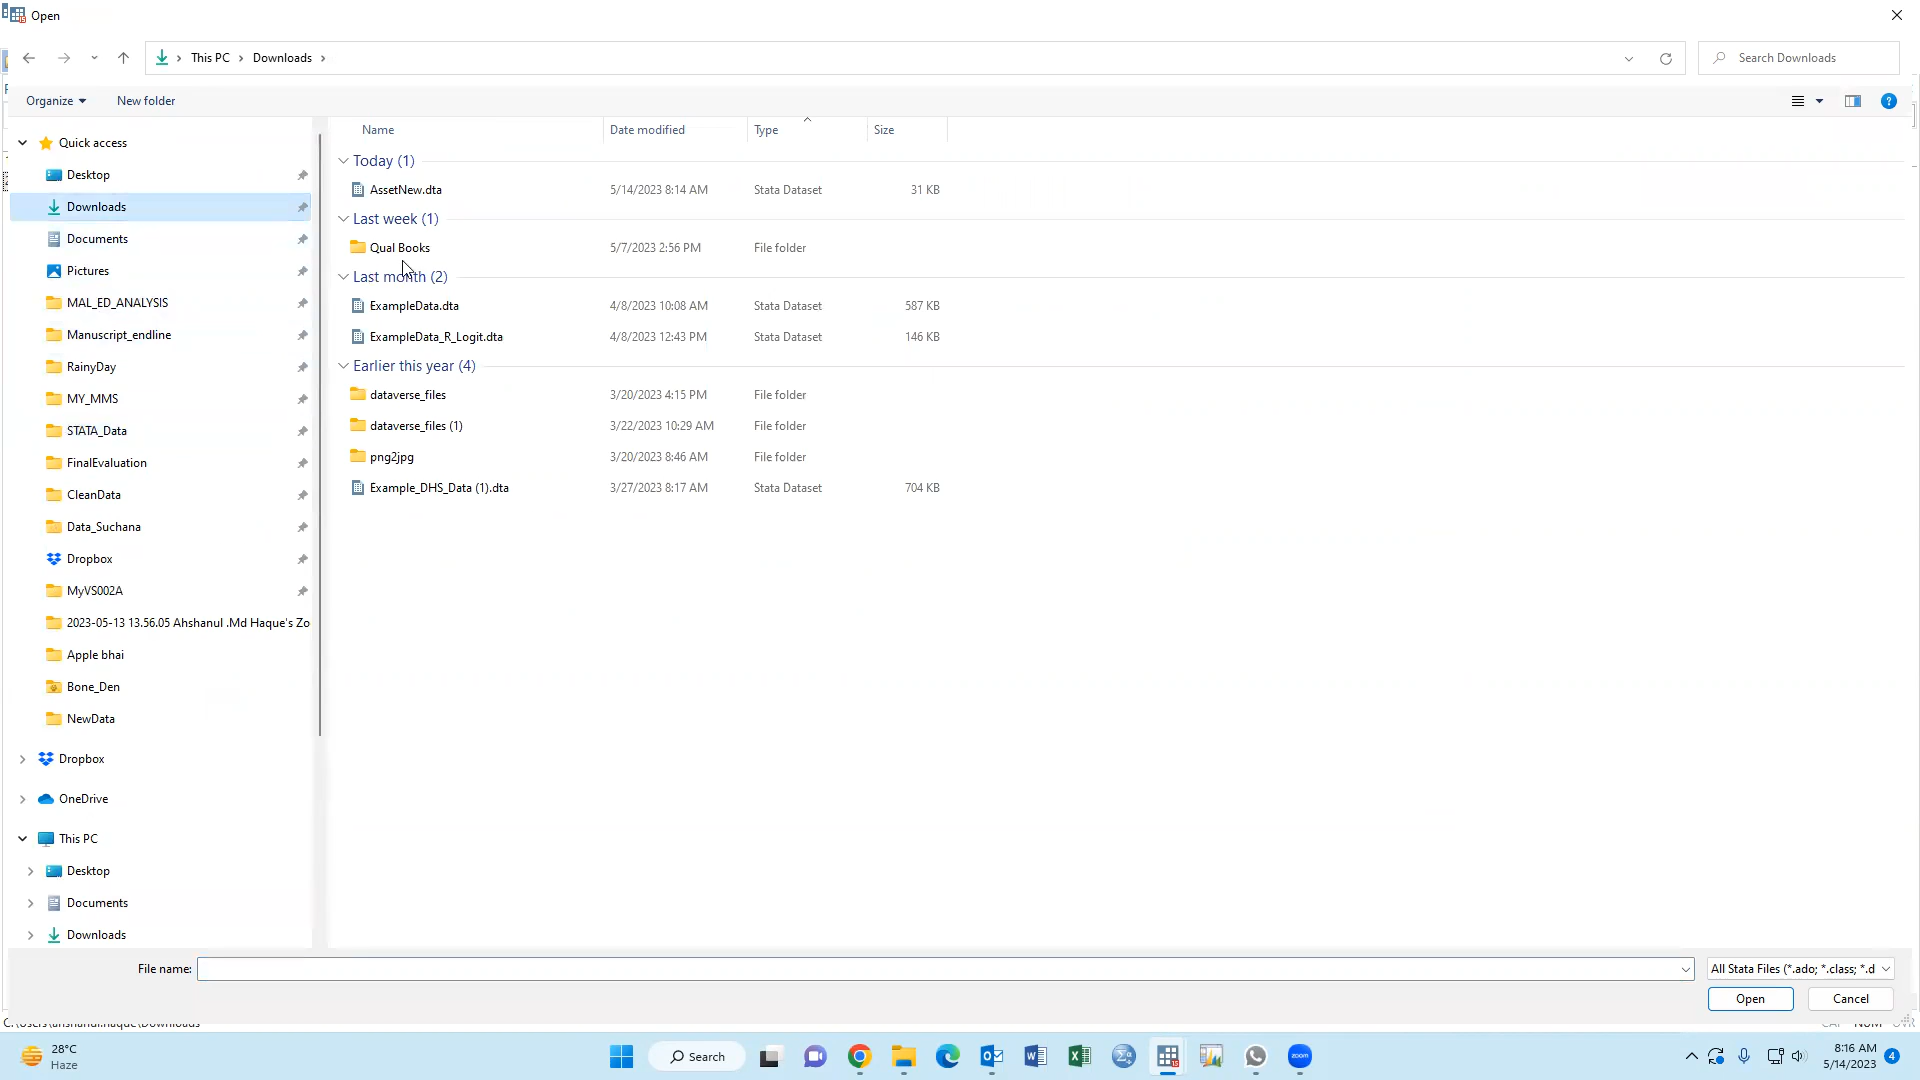 Open
This PC > Downloads >
Search Downloads
Organize
New folder
Name
Date modified
Type
Size
Quick access
Desktop
Downloads
Documents
Pictures
MAL_ED_ANALYSIS
Manuscript_endline
RainyDay
MY_MMS
STATA_Data
FinalEvaluation
CleanData
Data_Suchana
Dropbox
MyVS002A
2023-05-13 13.56.05 Ahshanul .Md Haque's Zo
Apple bhai
Bone_Den
NewData
Dropbox
OneDrive
This PC
Desktop
Documents
Downloads
Today (1)
AssetNew.dta 5/14/2023 8:14 AM Stata Dataset 31 KB
Last week (1)
Qual Books 5/7/2023 2:56 PM File folder
Last month (2)
ExampleData.dta 4/8/2023 10:08 AM Stata Dataset 587 KB
ExampleData_R_Logit.dta 4/8/2023 12:43 PM Stata Dataset 146 KB
Earlier this year (4)
dataverse_files 3/20/2023 4:15 PM File folder
dataverse_files (1) 3/22/2023 10:29 AM File folder
png2jpg 3/20/2023 8:46 AM File folder
Example_DHS_Data (1).dta 3/27/2023 8:17 AM Stata Dataset 704 KB
File name:
All Stata Files (*.ado; *.class; *.d
Open
Cancel
28°C
Haze
Search
zoom
8:16 AM
5/14/2023
4